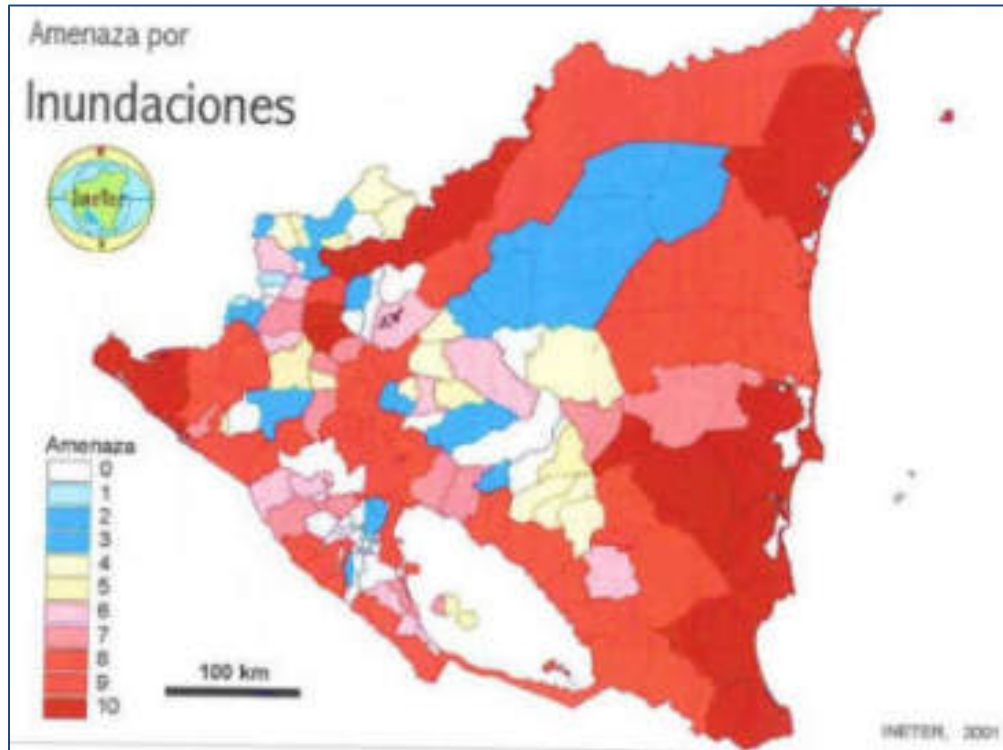 Amenaza por
Inundaciones
Ineter
Amenaza
0
1
2
3
4
5
6
7
8
9
10
100 km
INETER, 2001